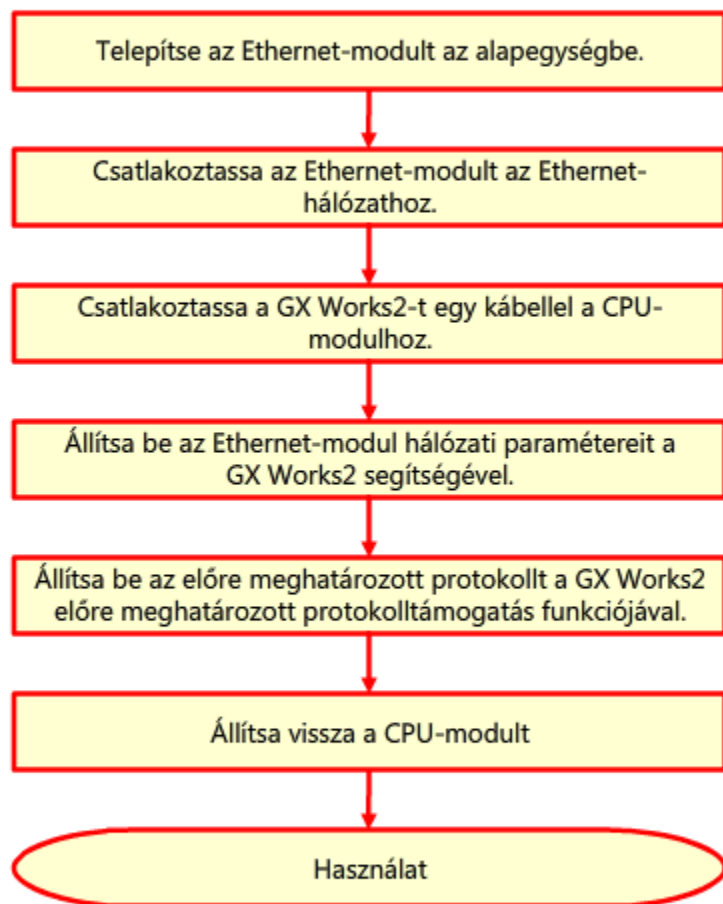 Telepítse az Ethernet-modult az alapegységbe.
Csatlakoztassa az Ethernet-modult az Ethernet-
hálózathoz.
Csatlakoztassa a GX Works2-t egy kábellel a CPU-
modulhoz.
Állítsa be az Ethernet-modul hálózati paramétereit a
GX Works2 segítségével.
Állítsa be az előre meghatározott protokollt a GX Works2
előre meghatározott protokolltámogatás funkciójával.
Állítsa vissza a CPU-modult
Használat